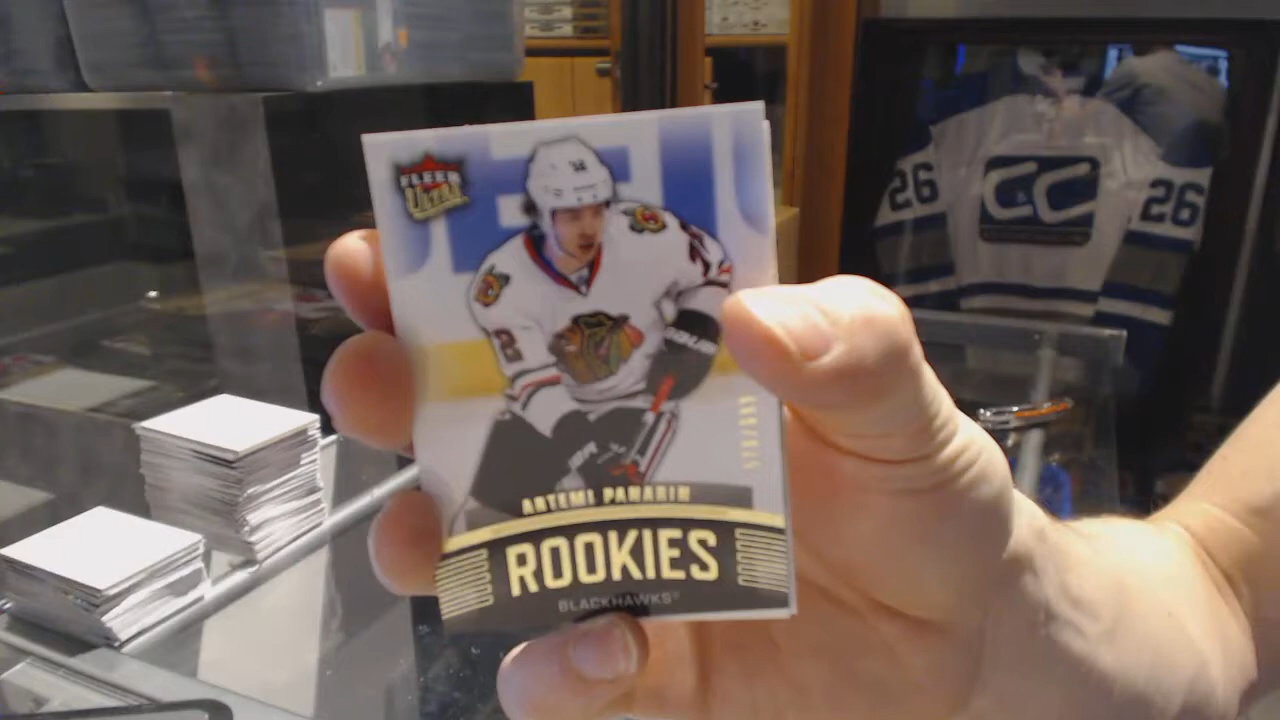 FLEER
ULTRA
26
CC
26
ARTEMI PANARIN
ROOKIES
BLACKHAWKS